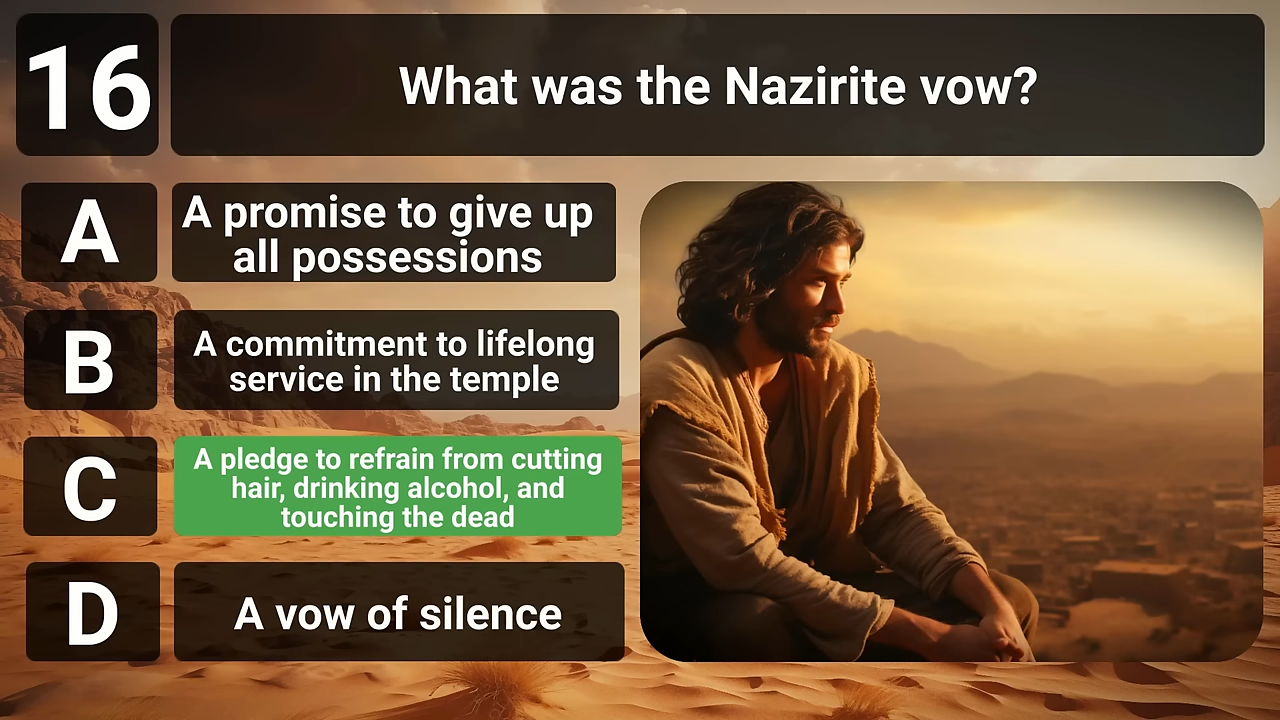 16
What was the Nazirite vow?
A
A promise to give up
all possessions
B
A commitment to lifelong
service in the temple
C
A pledge to refrain from cutting
hair, drinking alcohol, and
touching the dead
D
A vow of silence